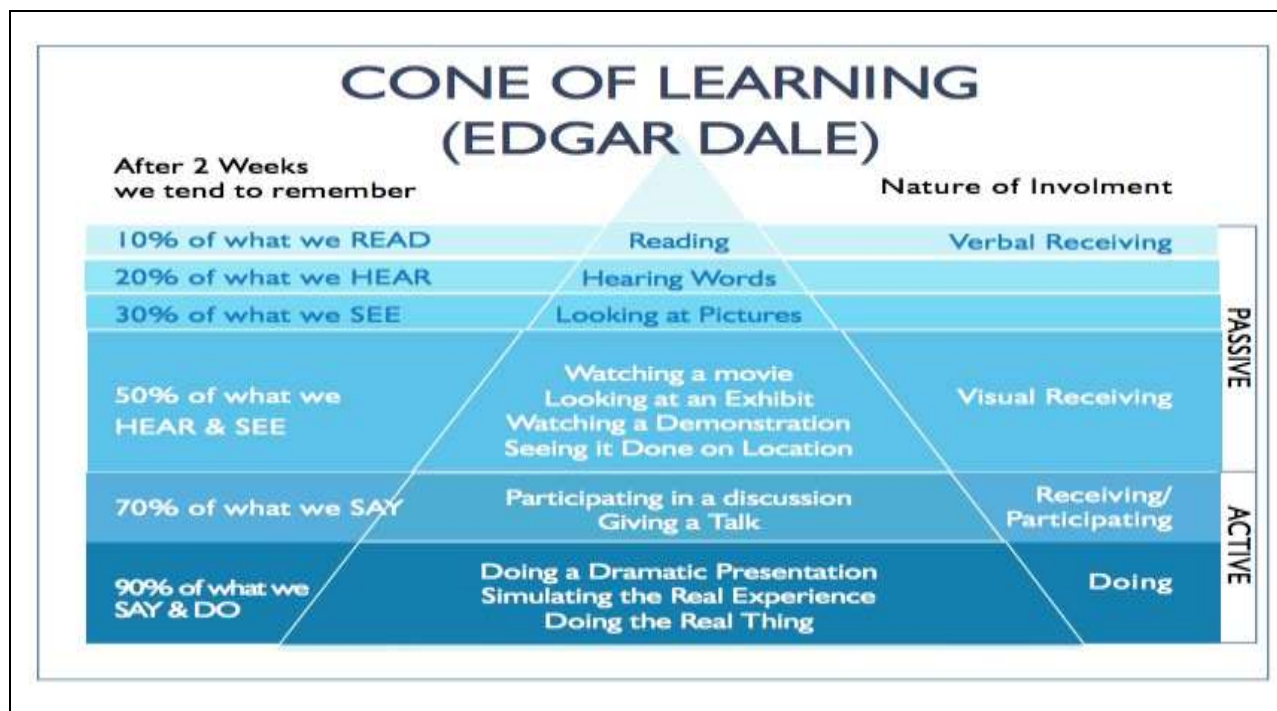 CONE OF LEARNING
(EDGAR DALE)
After 2 Weeks
we tend to remember
Nature of Involment
10% of what we READ
Reading
Verbal Receiving
20% of what we HEAR
Hearing Words
30% of what we SEE
Looking at Pictures
50% of what we
HEAR & SEE
Watching a movie
Looking at an Exhibit
Watching a Demonstration
Seeing it Done on Location
Visual Receiving
PASSIVE
70% of what we SAY
Participating in a discussion
Giving a Talk
Receiving/
Participating
90% of what we
SAY & DO
Doing a Dramatic Presentation
Simulating the Real Experience
Doing the Real Thing
Doing
ACTIVE